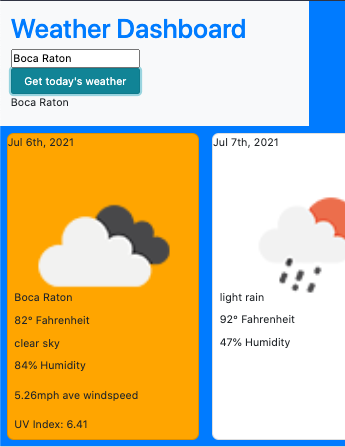 Weather Dashboard
Boca Raton
Get today's weather
Boca Raton
Jul 6th, 2021
Boca Raton
82° Fahrenheit
clear sky
84% Humidity
5.26mph ave windspeed
UV Index: 6.41
Jul 7th, 2021
light rain
92° Fahrenheit
47% Humidity